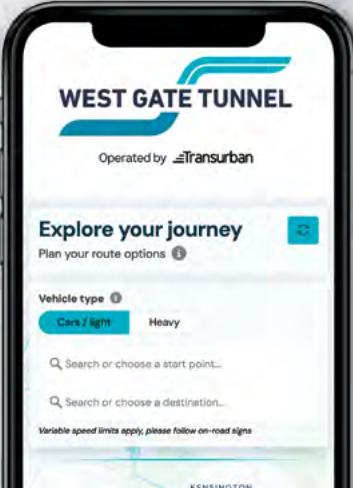 WEST GATE TUNNEL
Operated by Transurban
Explore your journey
Plan your route options
Vehicle type
Cars / light Heavy
Search or choose a start point...
Search or choose a destination...
Variable speed limits apply, please follow on-road signs
KENSINGTON